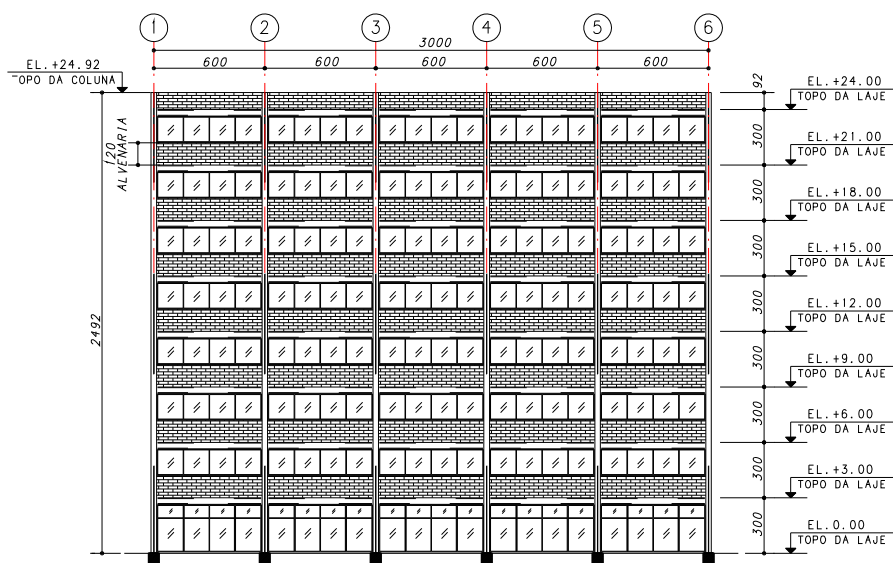 1 2 3 4 5 6
3000
600 600 600 600 600
EL.+24.92
TOPO DA COLUNA
92
EL.+24.00
TOPO DA LAJE
300
120
ALVENARIA
EL.+21.00
TOPO DA LAJE
300
EL.+18.00
TOPO DA LAJE
300
EL.+15.00
TOPO DA LAJE
300
2492
EL.+12.00
TOPO DA LAJE
300
EL.+9.00
TOPO DA LAJE
300
EL.+6.00
TOPO DA LAJE
300
EL.+3.00
TOPO DA LAJE
300
EL.0.00
TOPO DA LAJE